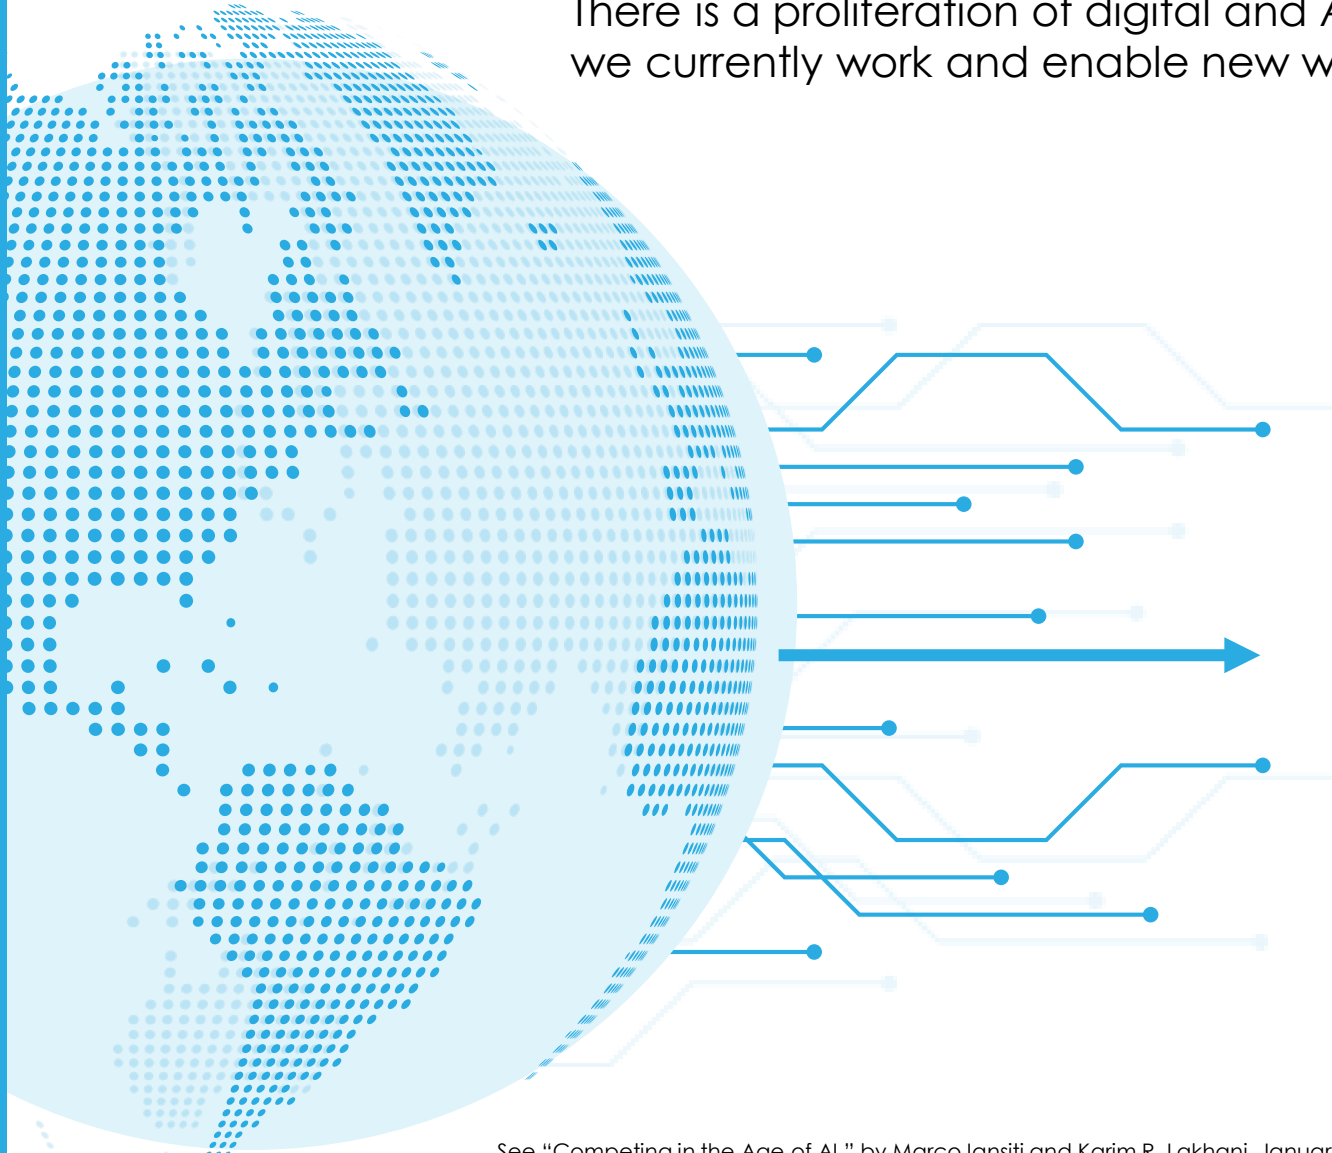 There is a proliferation of digital and A
we currently work and enable new w
See “Competing in the Age of AI,” by Marco Iansiti and Karim R. Lakhani, Januar